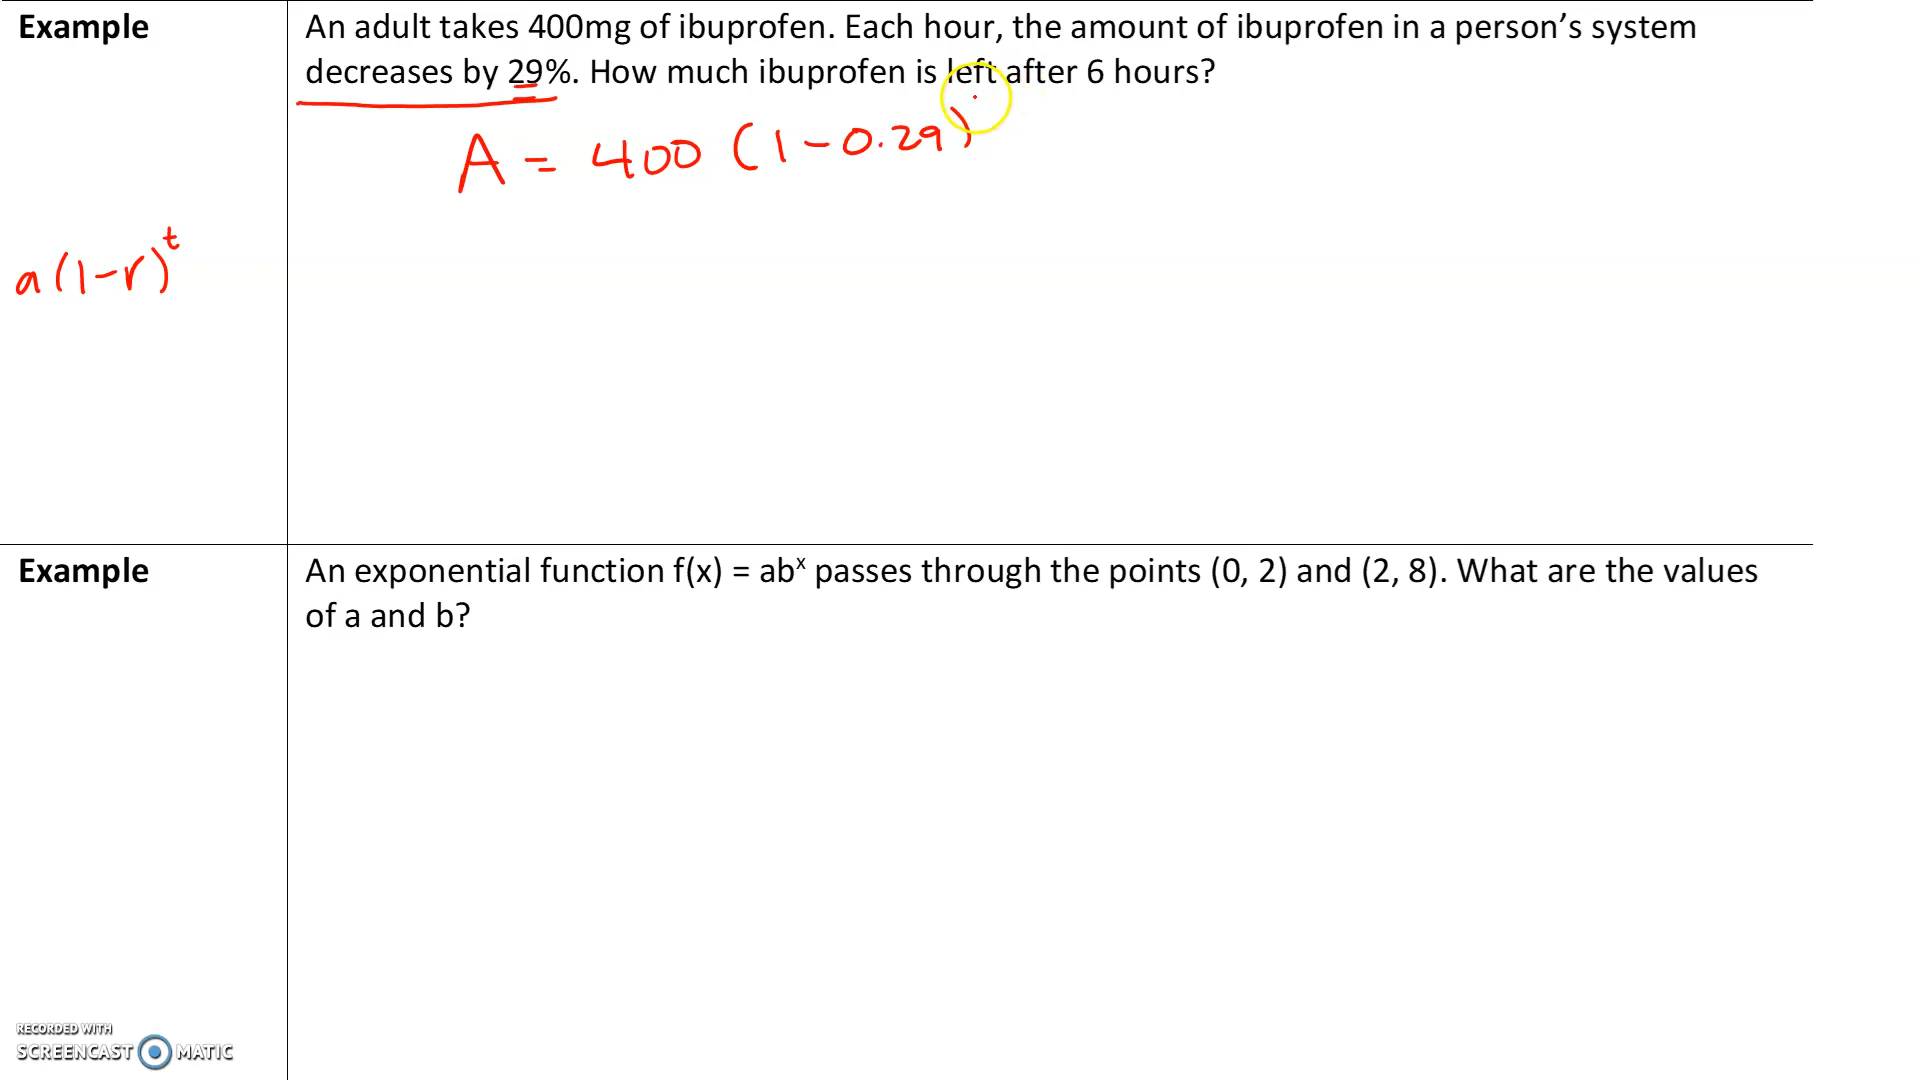 Example
An adult takes 400mg of ibuprofen. Each hour, the amount of ibuprofen in a person’s system
decreases by 29%. How much ibuprofen is left after 6 hours?
A = 400 (1 - 0.29)
a(1-r)^t
Example
An exponential function f(x) = abˣ passes through the points (0, 2) and (2, 8). What are the values
of a and b?
RECORDED WITH
SCREENCAST MATIC